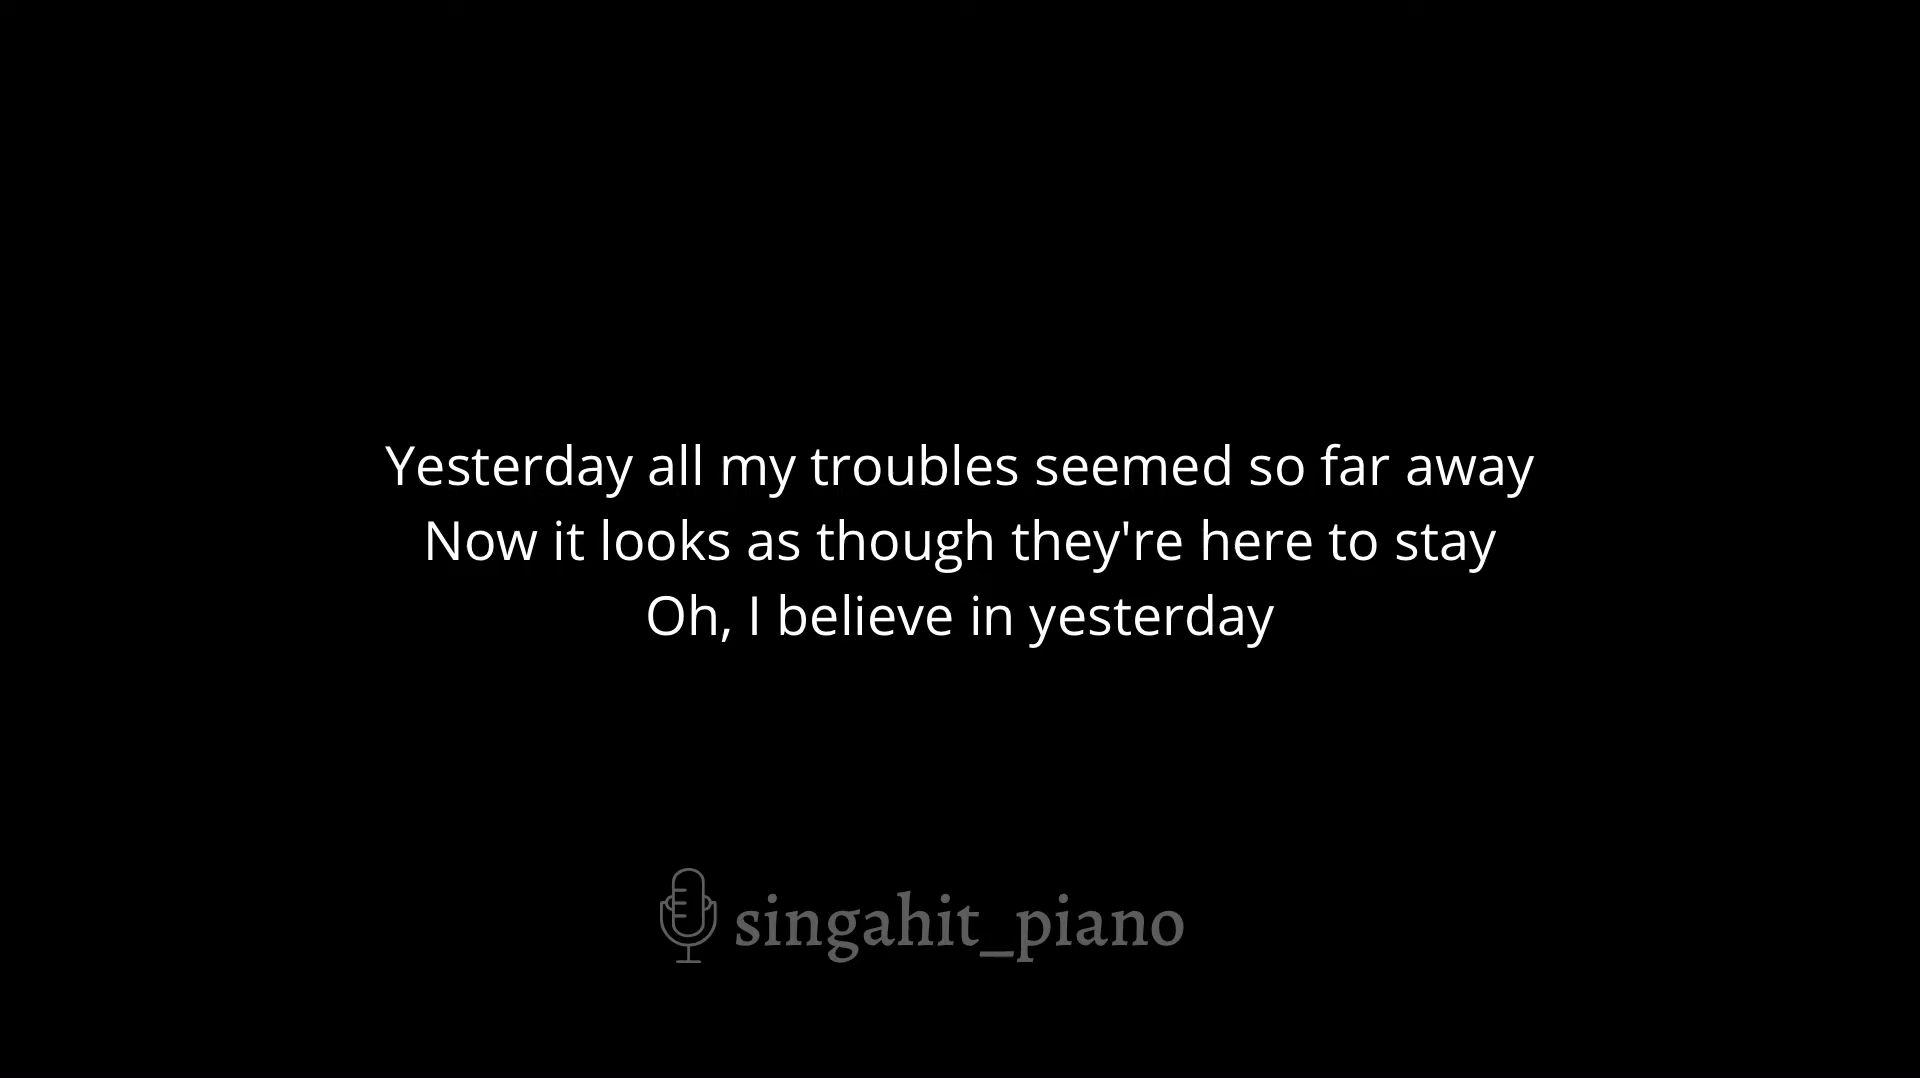 Yesterday all my troubles seemed so far away
Now it looks as though they're here to stay
Oh, I believe in yesterday
singahit_piano